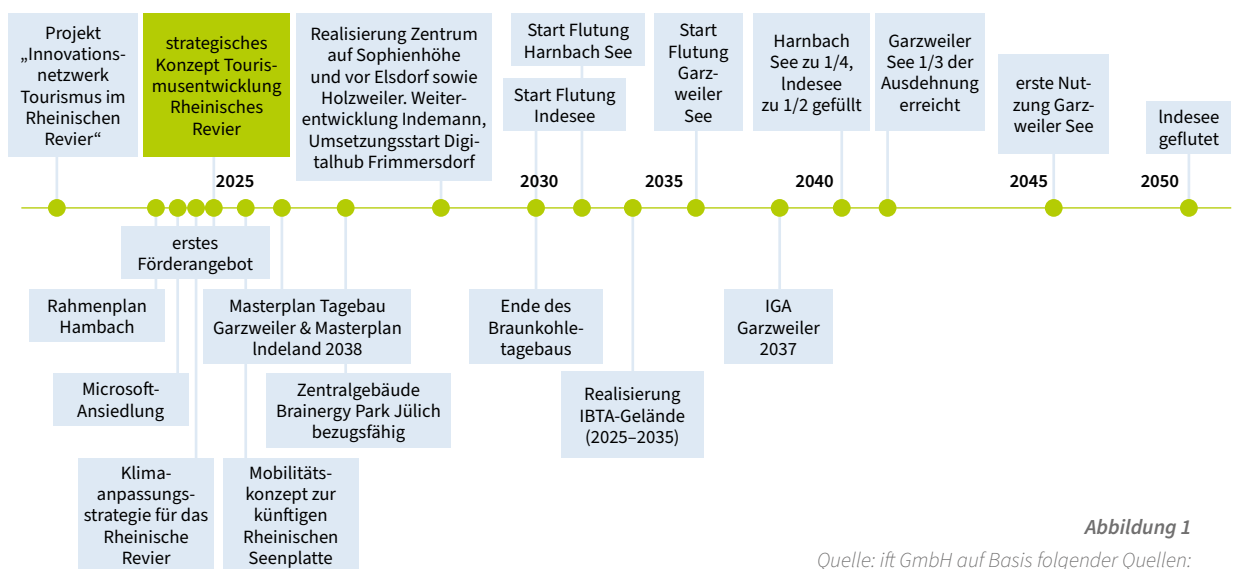 Projekt
„Innovations-
netzwerk
Tourismus im
Rheinischen
Revier“
strategisches
Konzept Touris-
musentwicklung
Rheinisches
Revier
Realisierung Zentrum
auf Sophienhöhe
und vor Elsdorf sowie
Holzweiler. Weiter-
entwicklung Indemann,
Umsetzungsstart Digi-
talhub Frimmersdorf
Start Flutung
Harnbach See
Start Flutung
Indesee
Start
Flutung
Garz-
weiler
See
Harnbach
See zu 1/4,
lndesee
zu 1/2 gefüllt
Garzweiler
See 1/3 der
Ausdehnung
erreicht
erste Nut-
zung Garz-
weiler See
lndesee
geflutet
2025
2030
2035
2040
2045
2050
erstes
Förderangebot
Rahmenplan
Hambach
Masterplan Tagebau
Garzweiler & Masterplan
lndeland 2038
Ende des
Braunkohle-
tagebaus
IGA
Garzweiler
2037
Microsoft-
Ansiedlung
Zentralgebäude
Brainergy Park Jülich
bezugsfähig
Realisierung
IBTA-Gelände
(2025–2035)
Klima-
anpassungs-
strategie für das
Rheinische
Revier
Mobilitäts-
konzept zur
künftigen
Rheinischen
Seenplatte
Abbildung 1
Quelle: ift GmbH auf Basis folgender Quellen: